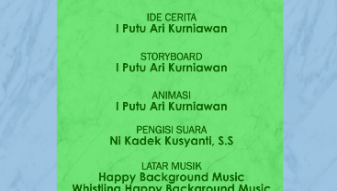 IDE CERITA
I Putu Ari Kurniawan
STORYBOARD
I Putu Ari Kurniawan
ANIMASI
I Putu Ari Kurniawan
PENGISI SUARA
Ni Kadek Kusyanti, S.S
LATAR MUSIK
Happy Background Music
Whistling Happy Background Music